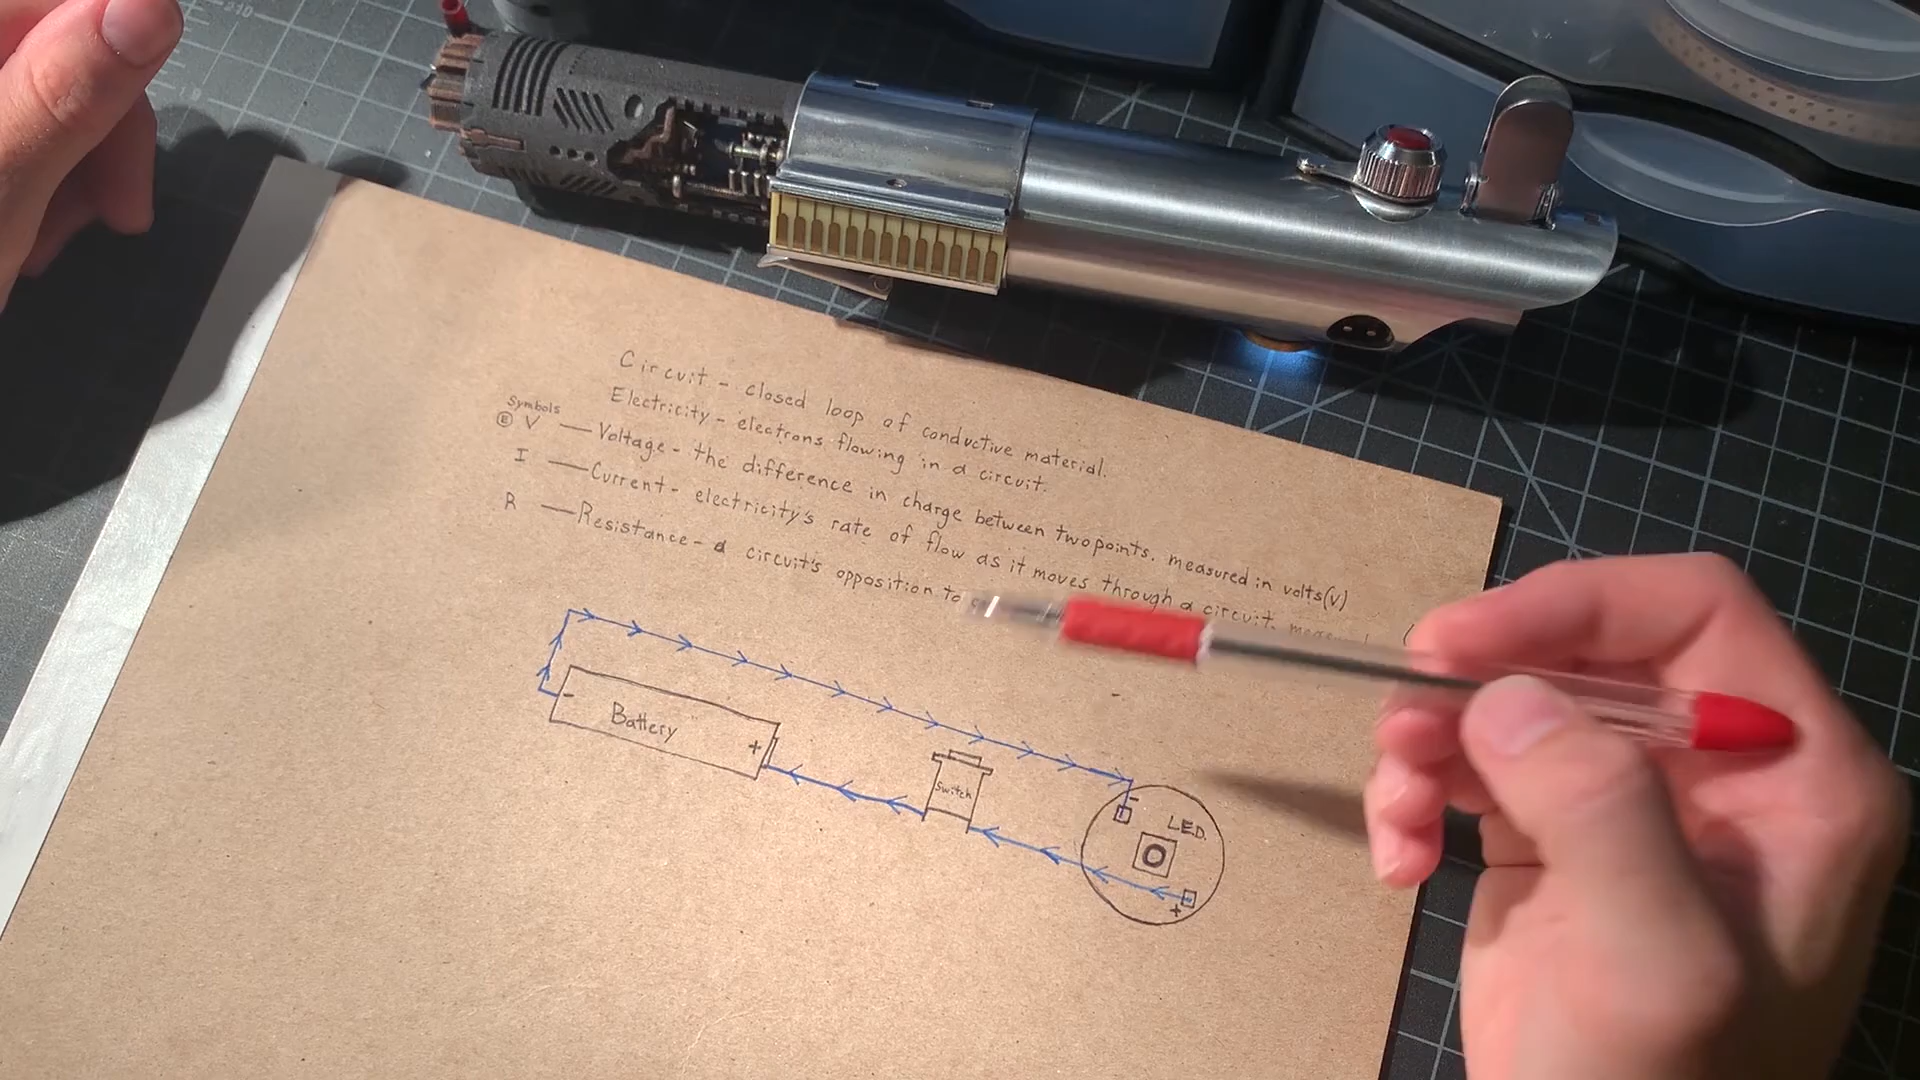 Circuit - closed loop of conductive material.
Electricity - electrons flowing in a circuit.
Symbols
E V — Voltage - the difference in charge between two points. measured in volts(v)
I — Current - electricity's rate of flow as it moves through a circuit.
R — Resistance - a circuit's opposition to
Battery
-
+
Switch
-
L.E.D.
+